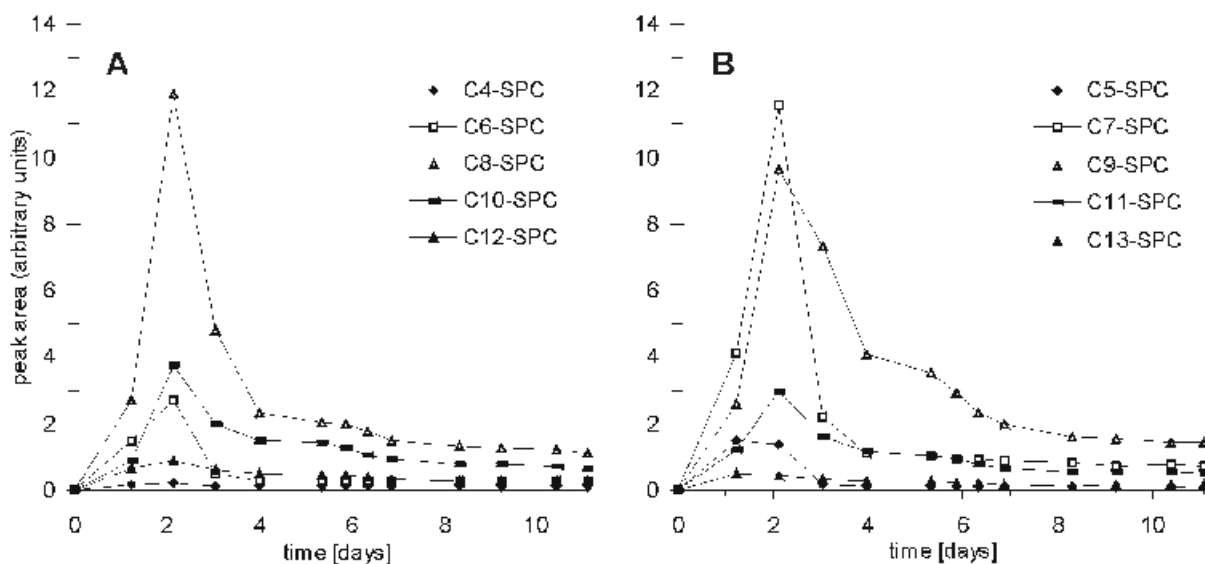 peak area (arbitrary units)
14
12
10
8
6
4
2
0
A
C4-SPC
C6-SPC
C8-SPC
C10-SPC
C12-SPC
0 2 4 6 8 10
time [days]
14
12
10
8
6
4
2
0
B
C5-SPC
C7-SPC
C9-SPC
C11-SPC
C13-SPC
0 2 4 6 8 10
time [days]